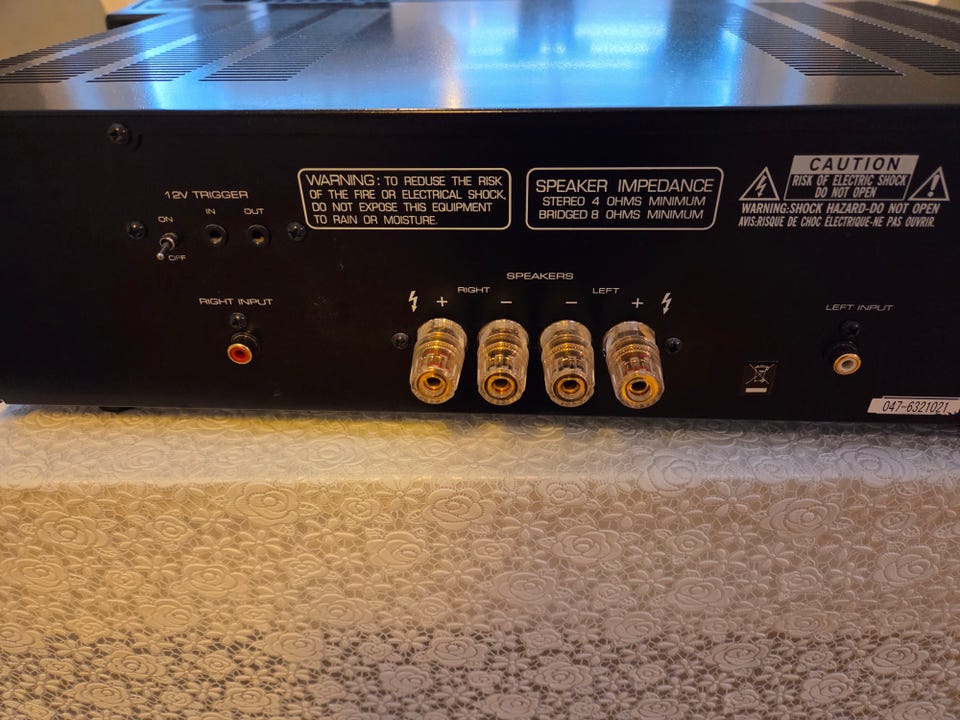 12V TRIGGER
ON
IN
OUT
OFF
WARNING: TO REDUSE THE RISK
OF THE FIRE OR ELECTRICAL SHOCK,
DO NOT EXPOSE THIS EQUIPMENT
TO RAIN OR MOISTURE.
SPEAKER IMPEDANCE
STEREO 4 OHMS MINIMUM
BRIDGED 8 OHMS MINIMUM
CAUTION
RISK OF ELECTRIC SHOCK
DO NOT OPEN
WARNING:SHOCK HAZARD-DO NOT OPEN
AVIS:RISQUE DE CHOC ÉLECTRIQUE-NE PAS OUVRIR.
SPEAKERS
RIGHT
LEFT
+ − − +
RIGHT INPUT
LEFT INPUT
047-6321021